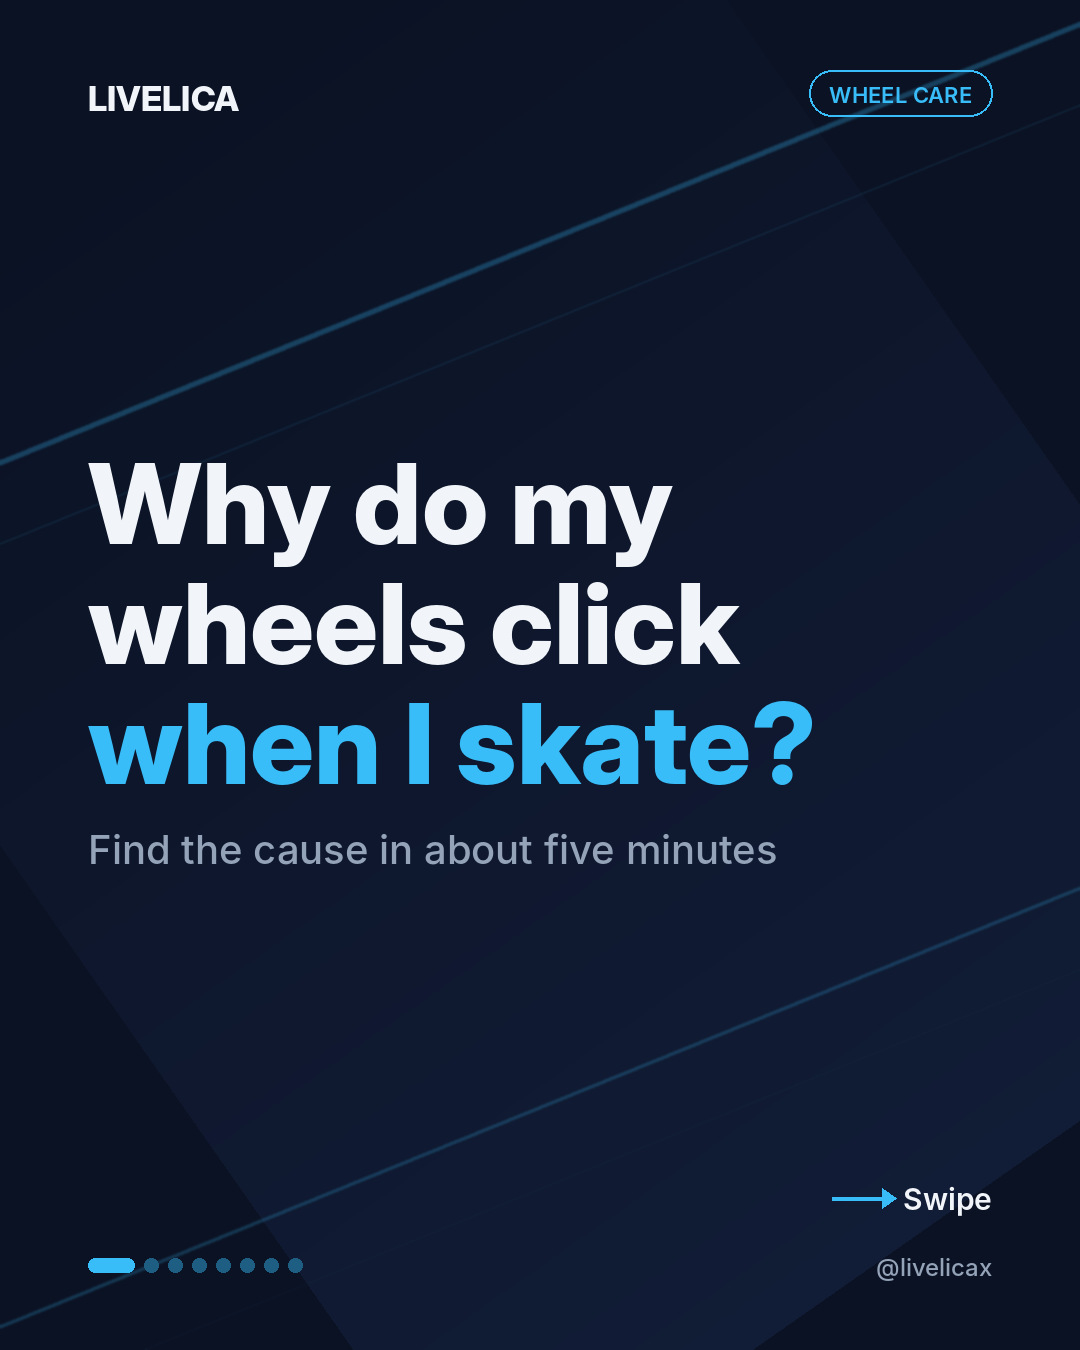 LIVELICA
WHEEL CARE
Why do my
wheels click
when I skate?
Find the cause in about five minutes
Swipe
@livelicax